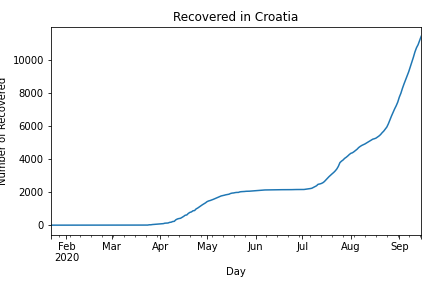 Recovered in Croatia
Number of Recovered
10000
8000
6000
4000
2000
0
Feb Mar Apr May Jun Jul Aug Sep
2020
Day